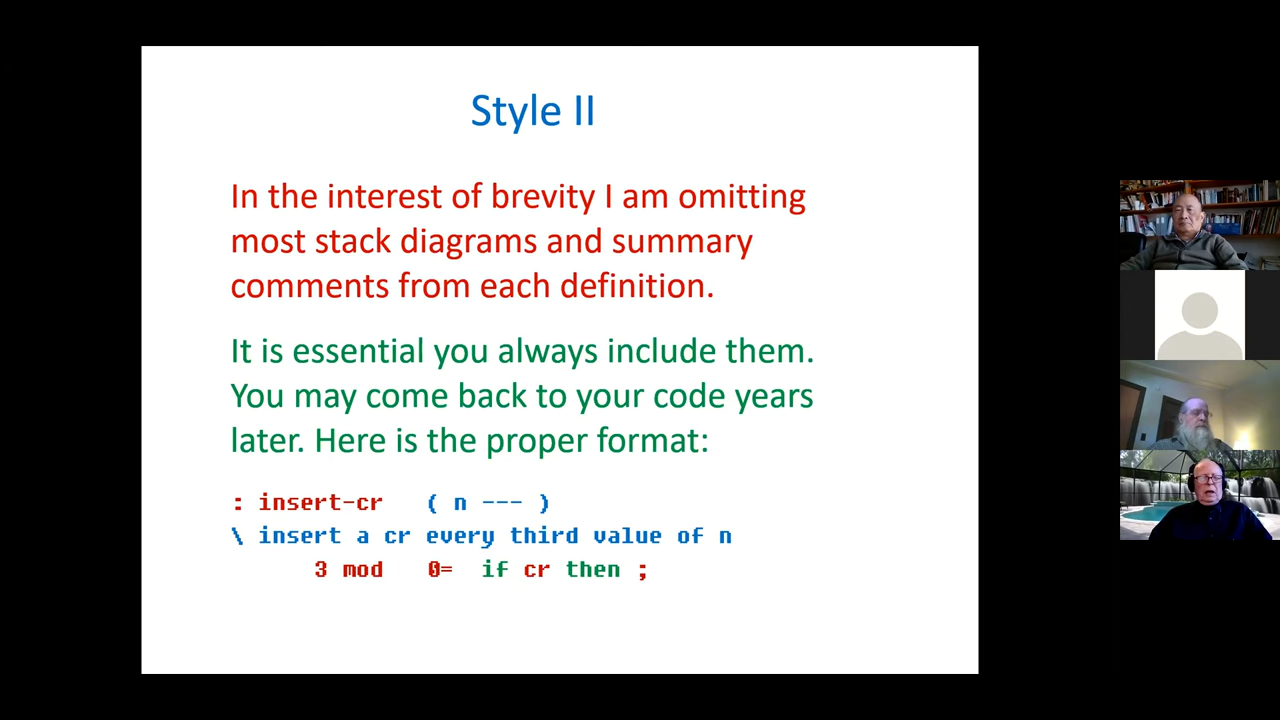 Style II
In the interest of brevity I am omitting
most stack diagrams and summary
comments from each definition.
It is essential you always include them.
You may come back to your code years
later. Here is the proper format:
: insert-cr ( n --- )
\ insert a cr every third value of n
3 mod 0= if cr then ;